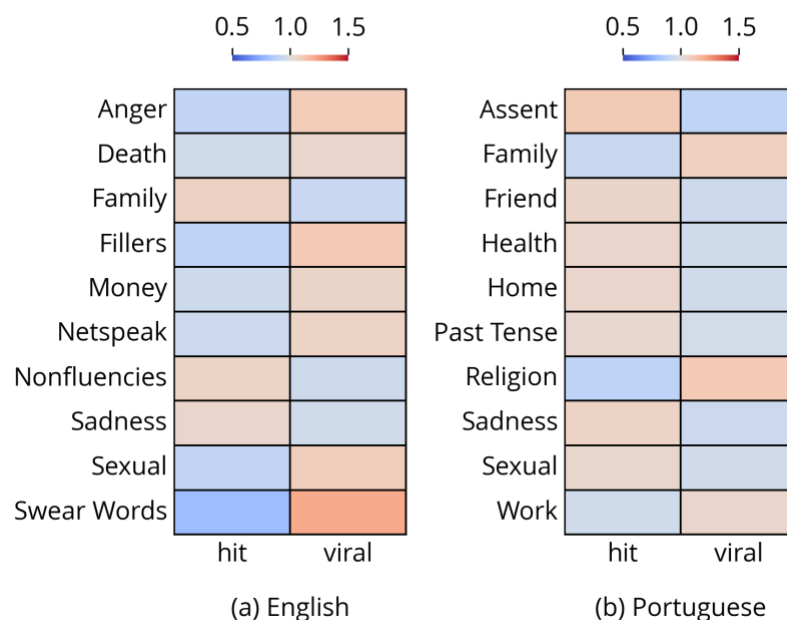 0.5 1.0 1.5
Anger
Death
Family
Fillers
Money
Netspeak
Nonfluencies
Sadness
Sexual
Swear Words
hit viral
(a) English
0.5 1.0 1.5
Assent
Family
Friend
Health
Home
Past Tense
Religion
Sadness
Sexual
Work
hit viral
(b) Portuguese